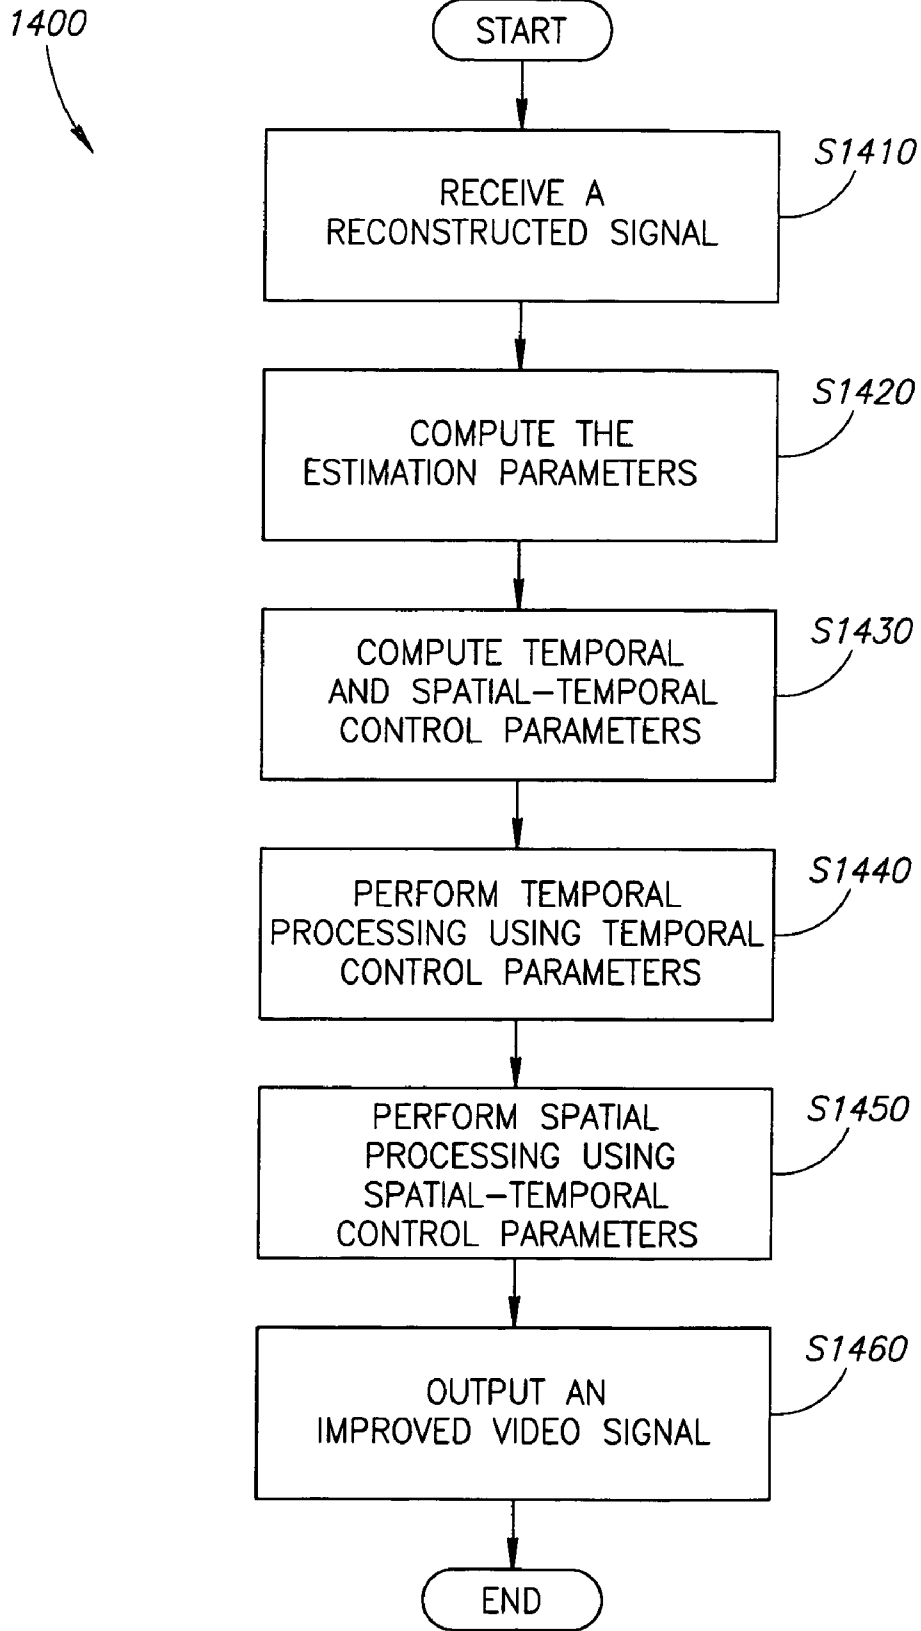 1400
START
RECEIVE A
RECONSTRUCTED SIGNAL
S1410
COMPUTE THE
ESTIMATION PARAMETERS
S1420
COMPUTE TEMPORAL
AND SPATIAL-TEMPORAL
CONTROL PARAMETERS
S1430
PERFORM TEMPORAL
PROCESSING USING TEMPORAL
CONTROL PARAMETERS
S1440
PERFORM SPATIAL
PROCESSING USING
SPATIAL-TEMPORAL
CONTROL PARAMETERS
S1450
OUTPUT AN
IMPROVED VIDEO SIGNAL
S1460
END